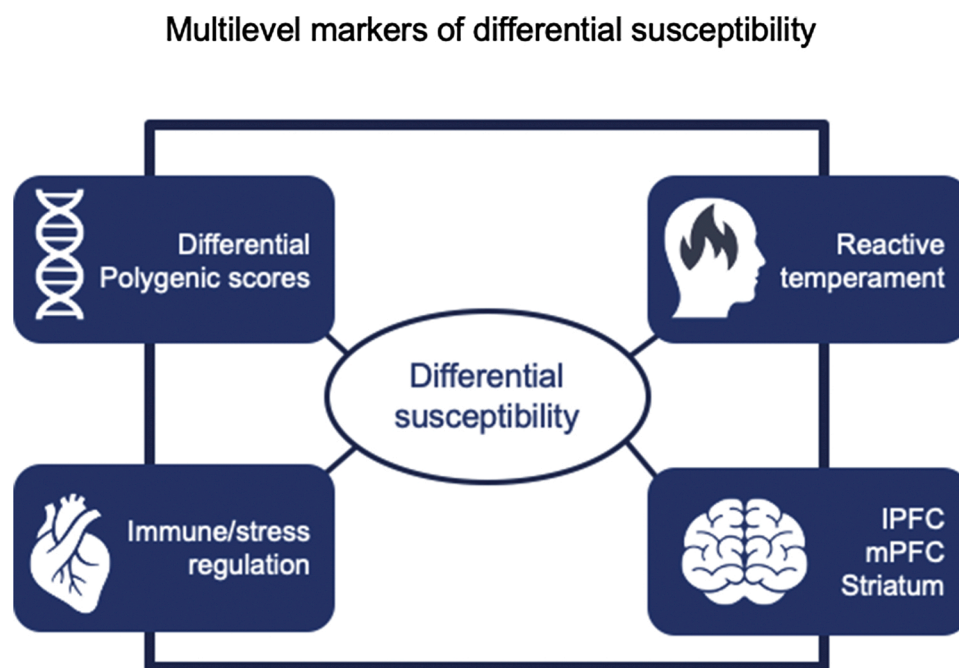 Multilevel markers of differential susceptibility
Differential
Polygenic scores
Reactive
temperament
Differential
susceptibility
Immune/stress
regulation
lPFC
mPFC
Striatum